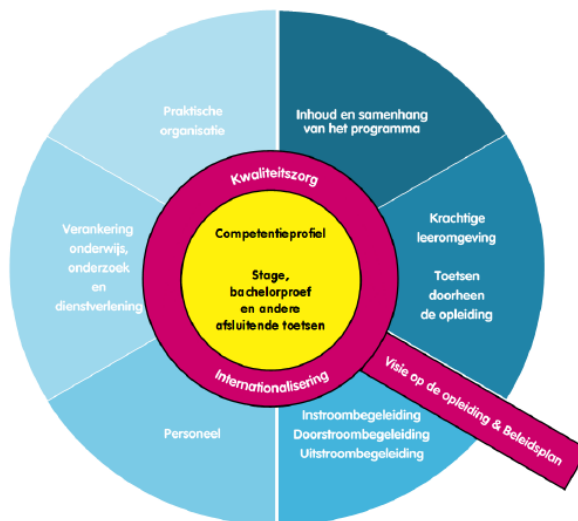 Praktische
organisatie
Inhoud en samenhang
van het programma
Kwaliteitszorg
Verankering
onderwijs,
onderzoek
en
dienstverlening
Competentieprofiel
Stage,
bachelorproef
en andere
afsluitende toetsen
Krachtige
leeromgeving
Toetsen
doorheen
de opleiding
Internationalisering
Visie op de opleiding & Beleidsplan
Personeel
Instroombegeleiding
Doorstroombegeleiding
Uitstroombegeleiding